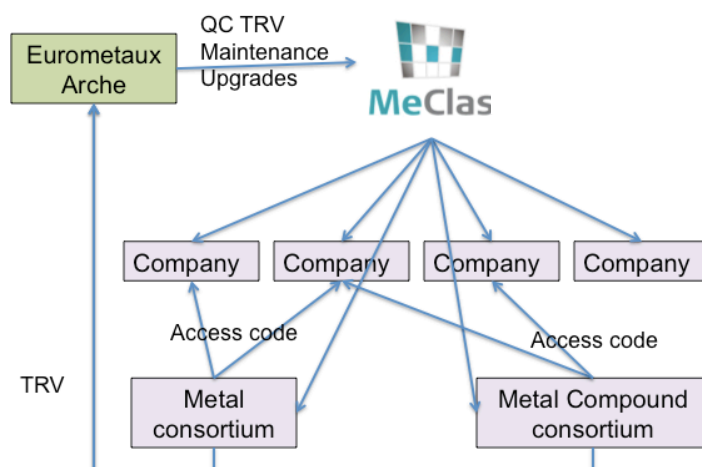 QC TRV
Maintenance
Upgrades
Eurometaux
Arche
MeClas
Company
Company
Company
Company
Access code
Access code
TRV
Metal
consortium
Metal Compound
consortium